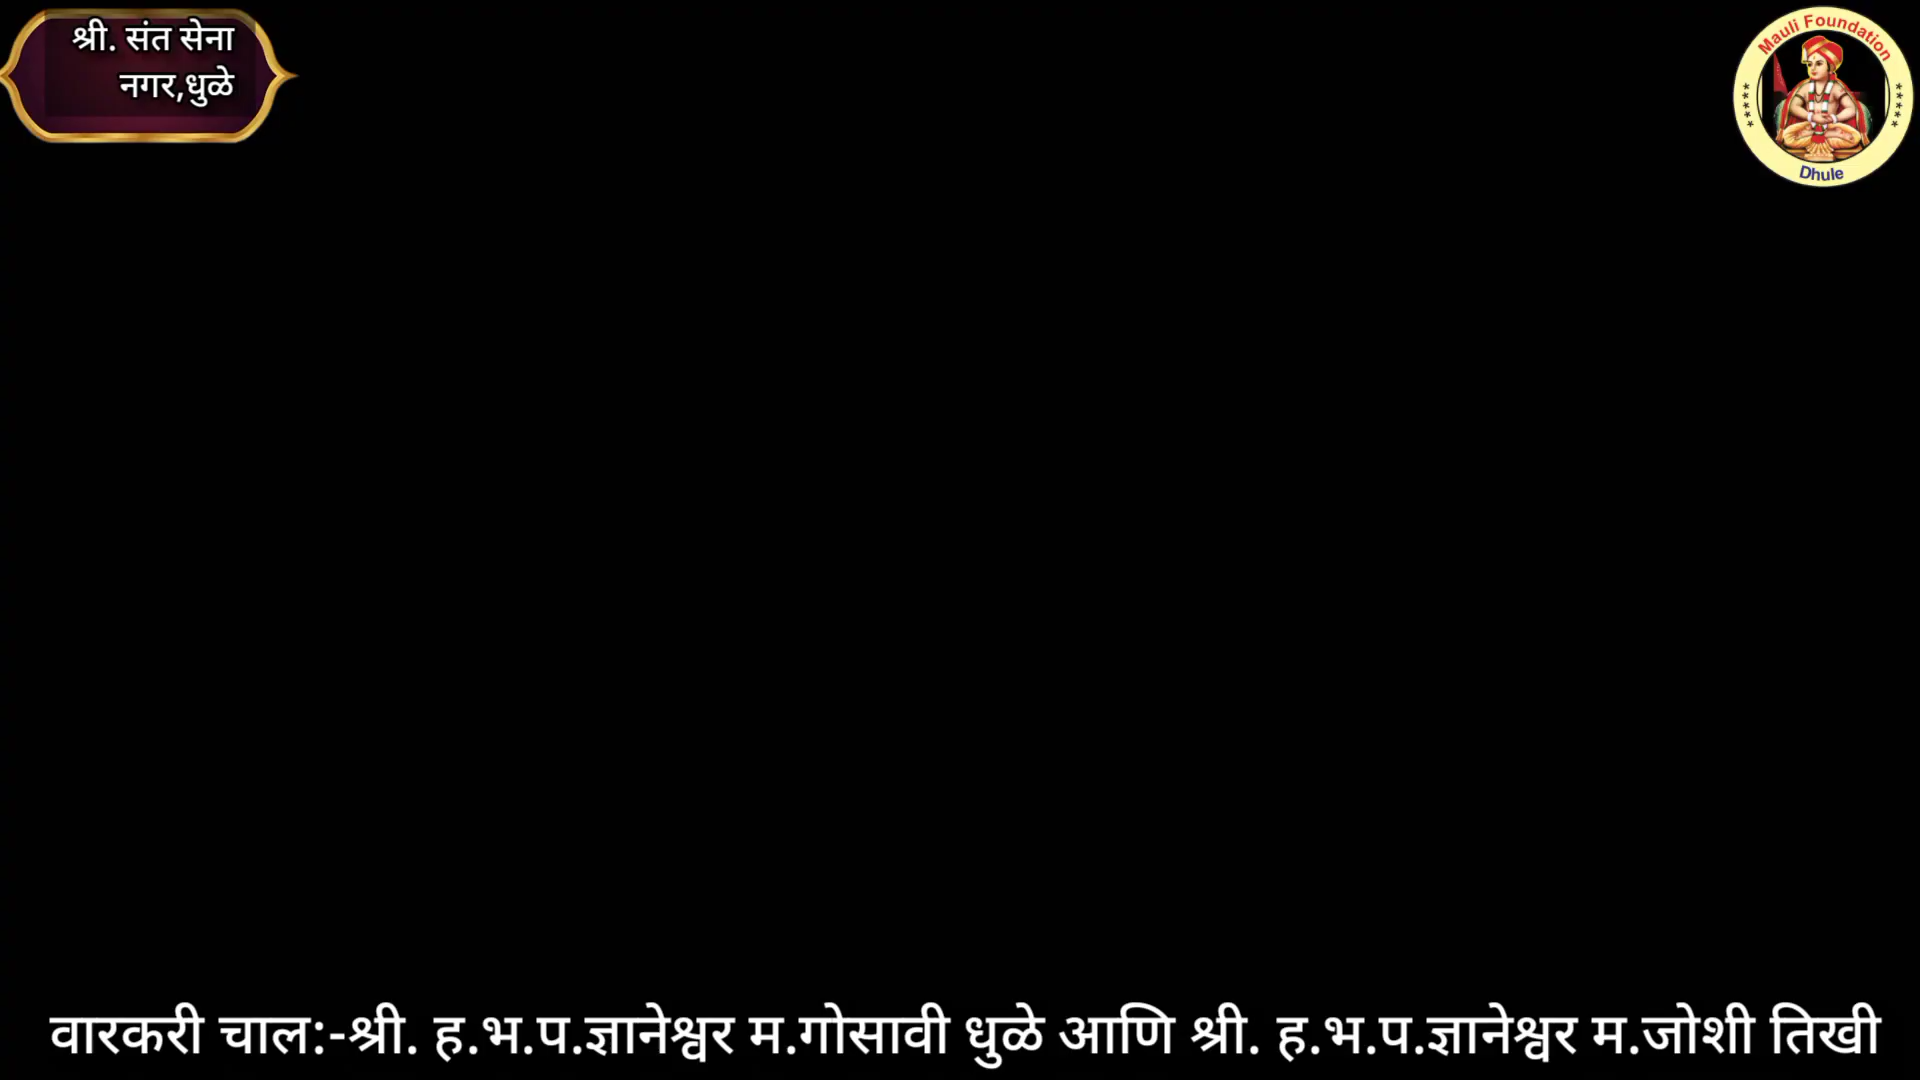 श्री. संत सेना
नगर,धुळे
Mauli Foundation
Dhule
वारकरी चाल:-श्री. ह.भ.प.ज्ञानेश्वर म.गोसावी धुळे आणि श्री. ह.भ.प.ज्ञानेश्वर म.जोशी तिखी